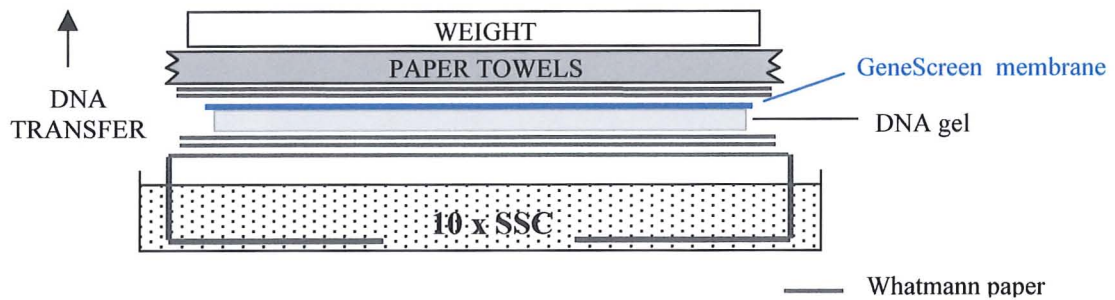 WEIGHT
PAPER TOWELS
GeneScreen membrane
DNA
TRANSFER
DNA gel
10 x SSC
Whatmann paper